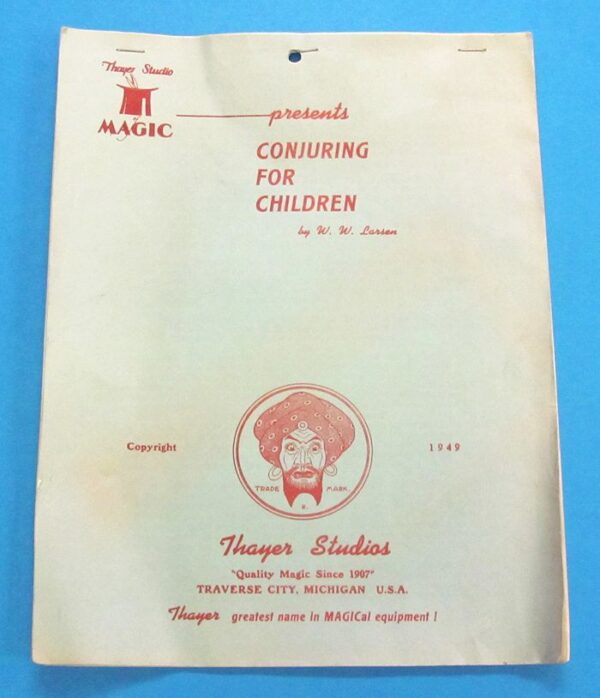 Thayer Studio
of
MAGIC
presents
CONJURING
FOR
CHILDREN
by W. W. Larsen
Copyright 1949
TRADE MARK
R.
Thayer Studios
"Quality Magic Since 1907"
TRAVERSE CITY, MICHIGAN U.S.A.
Thayer greatest name in MAGICal equipment !